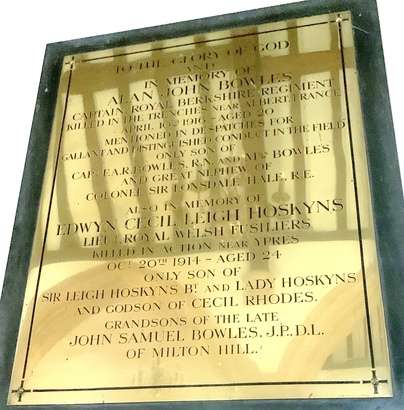 TO THE GLORY OF GOD
AND
IN MEMORY OF
ALAN JOHN BOWLES
CAPTAIN ROYAL BERKSHIRE REGIMENT
KILLED IN THE TRENCHES NEAR ALBERT, FRANCE
APRIL 10TH 1916 - AGED 20
MENTIONED IN DESPATCHES FOR
GALLANT AND DISTINGUISHED CONDUCT IN THE FIELD
ONLY SON OF
CAPT E.A.R. BOWLES, R.N. AND MRS BOWLES
AND GREAT NEPHEW OF
COLONEL SIR LONSDALE HALE, R.E.
ALSO IN MEMORY OF
EDWYN CECIL LEIGH HOSKYNS
LIEUT. ROYAL WELSH FUSILIERS
KILLED IN ACTION NEAR YPRES
OCT 20TH 1914 - AGED 24
ONLY SON OF
SIR LEIGH HOSKYNS BT AND LADY HOSKYNS
AND GODSON OF CECIL RHODES.
GRANDSONS OF THE LATE
JOHN SAMUEL BOWLES. J.P., D.L.
OF MILTON HILL.